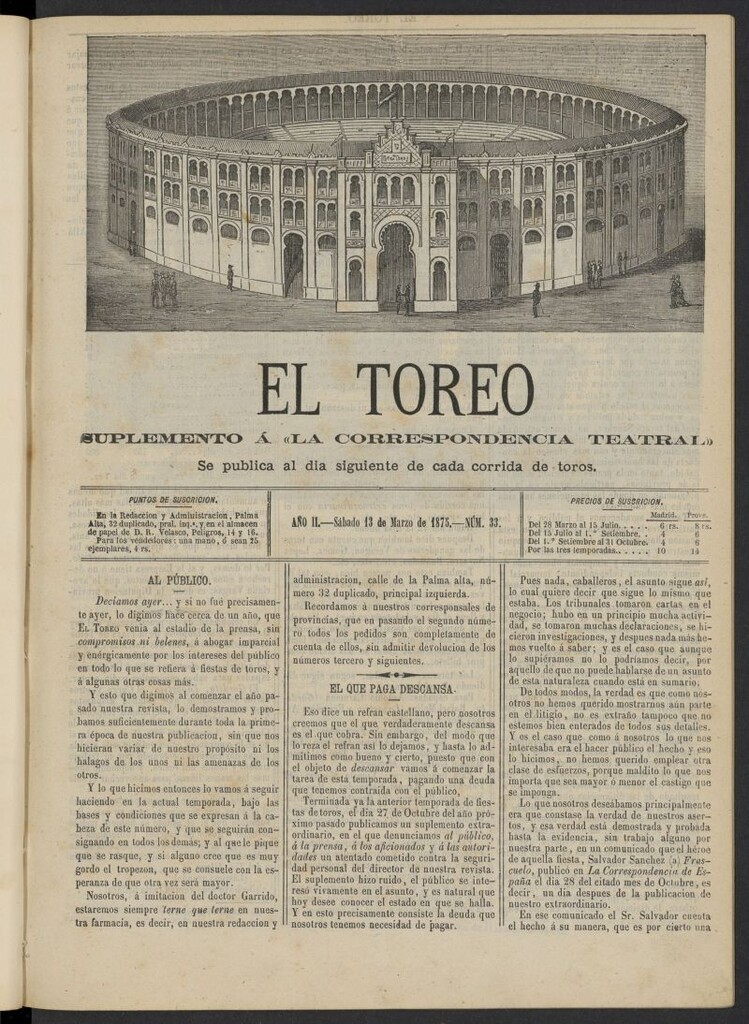 EL TOREO
SUPLEMENTO Á «LA CORRESPONDENCIA TEATRAL»
Se publica al dia siguiente de cada corrida de toros.
PUNTOS DE SUSCRICION.
En la Redaccion y Administracion, Palma
Alta, 32 duplicado, pral. izq.ª, y en el almacen
de papel de D. R. Velasco, Peligros, 14 y 16.
Para los vendedores: una mano, ó sean 25
ejemplares, 4 rs.
AÑO II.—Sábado 13 de Marzo de 1875.—NÚM. 33.
PRECIOS DE SUSCRICION.
Madrid. Provs.
Del 28 Marzo al 15 Julio..... 6 rs. 8 rs.
Del 15 Julio al 1.º Setiembre. . 4 6
Del 1.º Setiembre al 31 Octubre. 4 6
Por las tres temporadas...... 10 14
AL PÚBLICO.
Deciamos ayer... y si no fué precisamen-
te ayer, lo digimos hace cerca de un año, que
EL TOREO venia al estadio de la prensa, sin
compromisos ni belenes, á abogar imparcial
y enérgicamente por los intereses del público
en todo lo que se refiera á fiestas de toros, y
á algunas otras cosas más.
Y esto que digimos al comenzar el año pa-
sado nuestra revista, lo demostramos y pro-
bamos suficientemente durante toda la prime-
ra época de nuestra publicacion, sin que nos
hicieran variar de nuestro propósito ni los
halagos de los unos ni las amenazas de los
otros.
Y lo que hicimos entonces lo vamos á seguir
haciendo en la actual temporada, bajo las
bases y condiciones que se expresan á la ca-
beza de este número, y que se seguirán con-
signando en todos los demás; y al que le pique
que se rasque, y si alguno cree que es muy
gordo el tropezon, que se consuele con la es-
peranza de que otra vez será mayor.
Nosotros, á imitacion del doctor Garrido,
estaremos siempre terne que terne en nues-
tra farmacia, es decir, en nuestra redaccion y
administracion, calle de la Palma alta, nú-
mero 32 duplicado, principal izquierda.
Recordamos á nuestros corresponsales de
provincias, que en pasando el segundo núme-
ro todos los pedidos son completamente de
cuenta de ellos, sin admitir devolucion de los
números tercero y siguientes.
EL QUE PAGA DESCANSA.
Eso dice un refran castellano, pero nosotros
creemos que el que verdaderamente descansa
es el que cobra. Sin embargo, del modo que
lo reza el refran así lo dejamos, y hasta lo ad-
mitimos como bueno y cierto, puesto que con
el objeto de descansar vamos á comenzar la
tarea de esta temporada, pagando una deuda
que tenemos contraida con el público,
Terminada ya la anterior temporada de fies-
tas de toros, el dia 27 de Octubre del año pró-
ximo pasado publicamos un suplemento extra-
ordinario, en el que denunciamos al público,
á la prensa, á los aficionados y á las autori-
dades un atentado cometido contra la seguri-
dad personal del director de nuestra revista.
El suplemento hizo ruido, el público se inte-
resó vivamente en el asunto, y es natural que
hoy desee conocer el estado en que se halla.
Y en esto precisamente consiste la deuda que
nosotros tenemos necesidad de pagar.
Pues nada, caballeros, el asunto sigue así,
lo cual quiere decir que sigue lo mismo que
estaba. Los tribunales tomaron cartas en el
negocio; hubo en un principio mucha activi-
dad, se tomaron muchas declaraciones, se hi-
cieron investigaciones, y despues nada más he-
mos vuelto á saber; y es el caso que aunque
lo supiéramos no lo podriamos decir, por
aquello de que no puede hablarse de un asunto
de esta naturaleza cuando está en sumario.
De todos modos, la verdad es que como nos-
otros no hemos querido mostrarnos aún parte
en el litigio, no es extraño tampoco que no
estemos bien enterados de todos sus detalles.
Y es el caso que como á nosotros lo que nos
interesaba era el hacer público el hecho y eso
lo hicimos, no hemos querido emplear otra
clase de esfuerzos, porque maldito lo que nos
importa que sea mayor ó menor el castigo que
se imponga.
Lo que nosotros deseábamos principalmente
era que constase la verdad de nuestros aser-
tos, y esa verdad está demostrada y probada
hasta la evidencia, sin trabajo alguno por
nuestra parte, en un comunicado que el héroe
de aquella fiesta, Salvador Sanchez (a) Fras-
cuelo, publicó en La Correspondencia de Es-
paña el dia 28 del citado mes de Octubre, es
decir, un dia despues de la publicacion de
nuestro extraordinario.
En ese comunicado el Sr. Salvador cuenta
el hecho á su manera, que es por cierto una